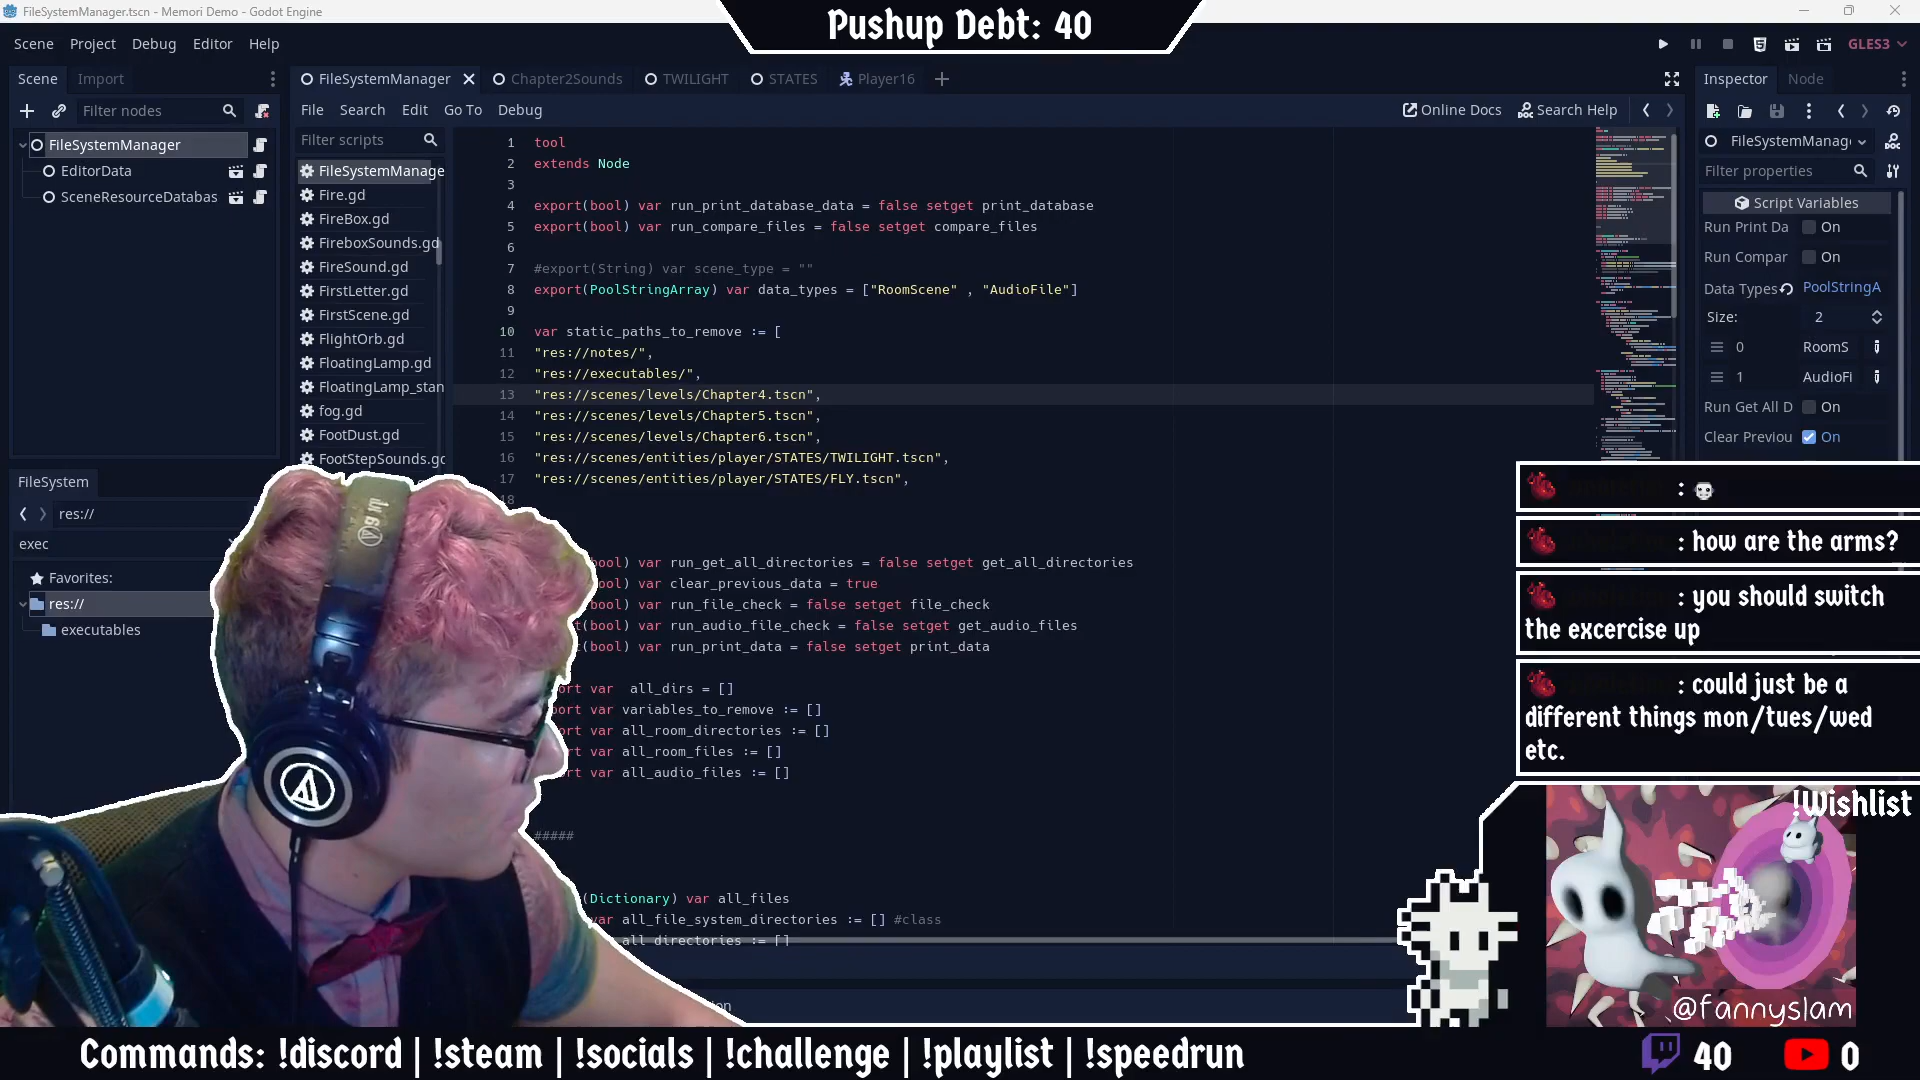 FileSystemManager.tscn - Memori Demo - Godot Engine
Pushup Debt: 40
Scene Project Debug Editor Help
GLES3
Scene Import
FileSystemManager Chapter2Sounds TWILIGHT STATES Player16
Inspector Node
Filter nodes
File Search Edit Go To Debug
Online Docs Search Help
FileSystemManager
EditorData
SceneResourceDatabas
Filter scripts
FileSystemManage
Fire.gd
FireBox.gd
FireboxSounds.gd
FireSound.gd
FirstLetter.gd
FirstScene.gd
FlightOrb.gd
FloatingLamp.gd
FloatingLamp_stan
fog.gd
FootDust.gd
FootStepSounds.gd
1 tool
2 extends Node
3
4 export(bool) var run_print_database_data = false setget print_database
5 export(bool) var run_compare_files = false setget compare_files
6
7 #export(String) var scene_type = ""
8 export(PoolStringArray) var data_types = ["RoomScene" , "AudioFile"]
9
10 var static_paths_to_remove := [
11 "res://notes/",
12 "res://executables/",
13 "res://scenes/levels/Chapter4.tscn",
14 "res://scenes/levels/Chapter5.tscn",
15 "res://scenes/levels/Chapter6.tscn",
16 "res://scenes/entities/player/STATES/TWILIGHT.tscn",
17 "res://scenes/entities/player/STATES/FLY.tscn",
18
bool) var run_get_all_directories = false setget get_all_directories
bool) var clear_previous_data = true
(bool) var run_file_check = false setget file_check
t(bool) var run_audio_file_check = false setget get_audio_files
t(bool) var run_print_data = false setget print_data
ort var all_dirs = []
ort var variables_to_remove := []
ort var all_room_directories := []
rt var all_room_files := []
ort var all_audio_files := []
#####
(Dictionary) var all_files
var all_file_system_directories := [] #class
all_directories := []
FileSystemManag
Filter properties
Script Variables
Run Print Da On
Run Compar On
Data Types PoolStringA
Size: 2
0 RoomS
1 AudioFi
Run Get All D On
Clear Previou On
FileSystem
res://
exec
Favorites:
res://
executables
:
: how are the arms?
: you should switch
the excercise up
: could just be a
different things mon/tues/wed
etc.
!Wishlist
@fannyslam
Commands: !discord | !steam | !socials | !challenge | !playlist | !speedrun
40 0